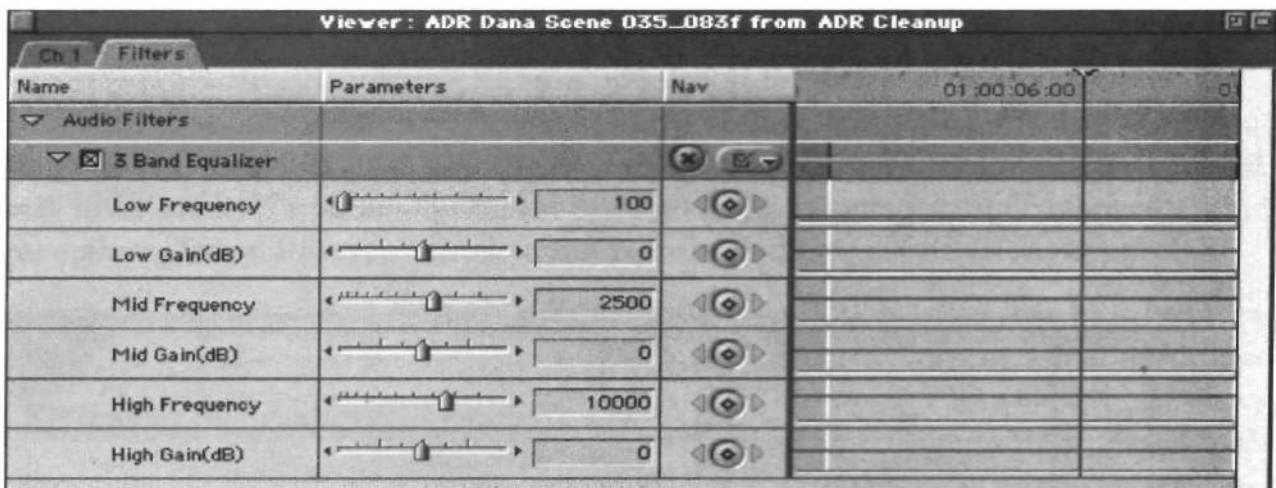 Viewer : ADR Dana Scene 035_083f from ADR Cleanup
Ch 1 Filters
Name Parameters Nav 01:00:06:00
Audio Filters
3 Band Equalizer
Low Frequency 100
Low Gain(dB) 0
Mid Frequency 2500
Mid Gain(dB) 0
High Frequency 10000
High Gain(dB) 0